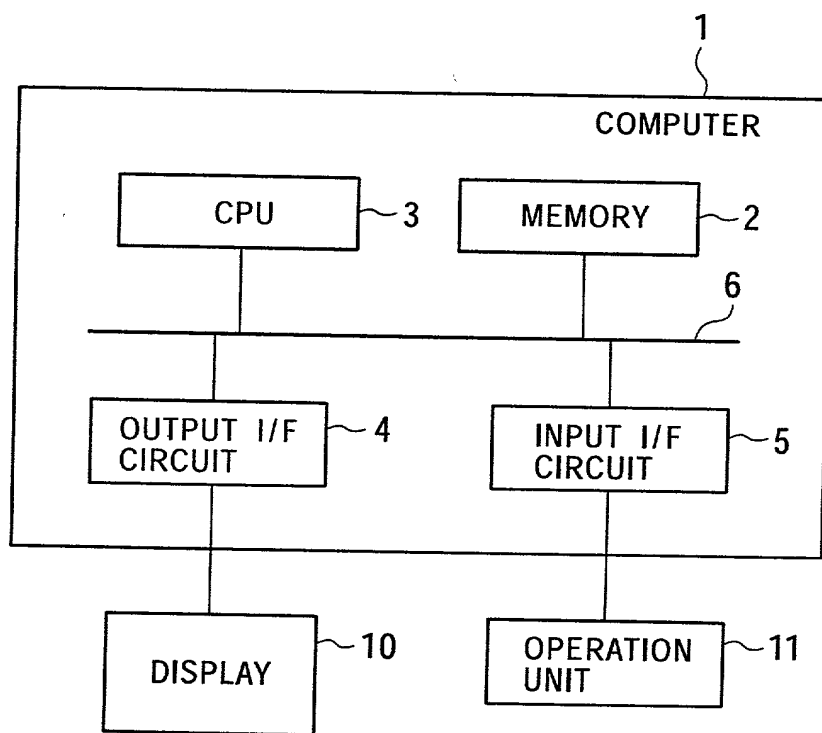 1
COMPUTER
CPU
3
MEMORY
2
6
OUTPUT I/F
CIRCUIT
4
INPUT I/F
CIRCUIT
5
DISPLAY
10
OPERATION
UNIT
11